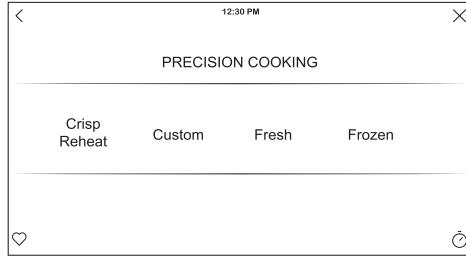 12:30 PM
PRECISION COOKING
Crisp
Reheat
Custom
Fresh
Frozen